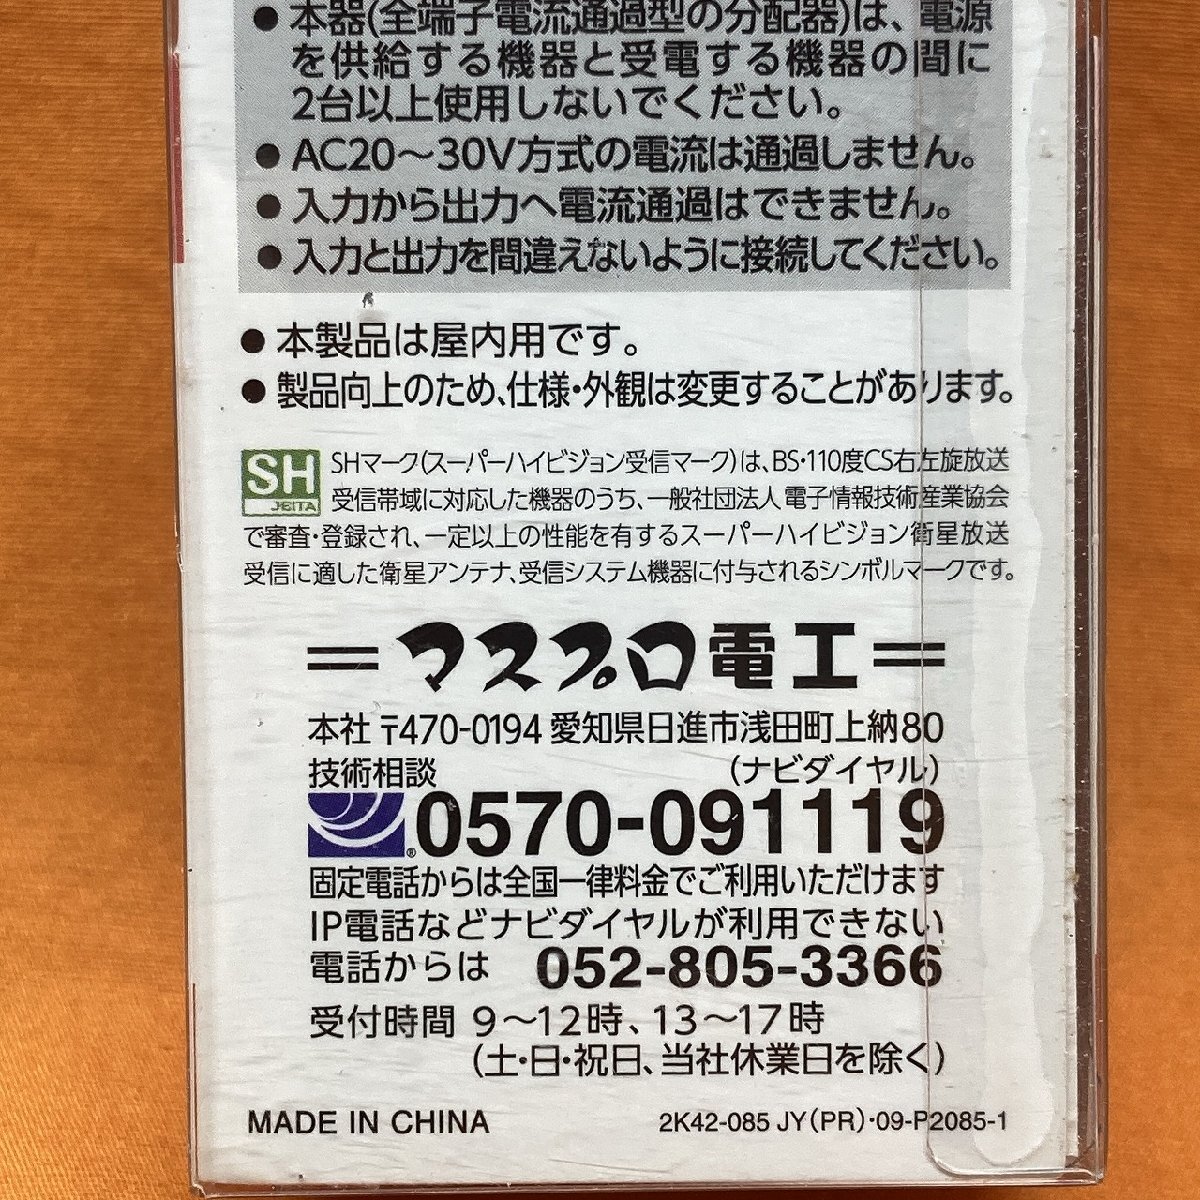 ● 本器(全端子電流通過型の分配器)は、電源
を供給する機器と受電する機器の間に
2台以上使用しないでください。
● AC20〜30V方式の電流は通過しません。
● 入力から出力へ電流通過はできません。
● 入力と出力を間違えないように接続してください。
● 本製品は屋内用です。
● 製品向上のため、仕様・外観は変更することがあります。
SH
JEITA
SHマーク(スーパーハイビジョン受信マーク)は、BS・110度CS右左旋放送
受信帯域に対応した機器のうち、一般社団法人 電子情報技術産業協会
で審査・登録され、一定以上の性能を有するスーパーハイビジョン衛星放送
受信に適した衛星アンテナ、受信システム機器に付与されるシンボルマークです。
=マスプロ電工=
本社 〒470-0194 愛知県日進市浅田町上納80
技術相談 (ナビダイヤル)
® 0570-091119
固定電話からは全国一律料金でご利用いただけます
IP電話などナビダイヤルが利用できない
電話からは 052-805-3366
受付時間 9〜12時、13〜17時
(土・日・祝日、当社休業日を除く)
MADE IN CHINA 2K42-085 JY(PR)・09-P2085-1